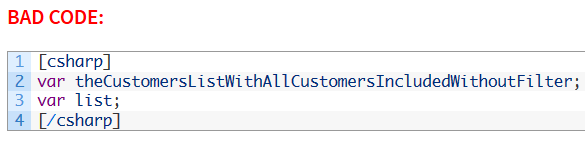 BAD CODE:
1 [csharp]
2 var theCustomersListWithAllCustomersIncludedWithoutFilter;
3 var list;
4 [/csharp]